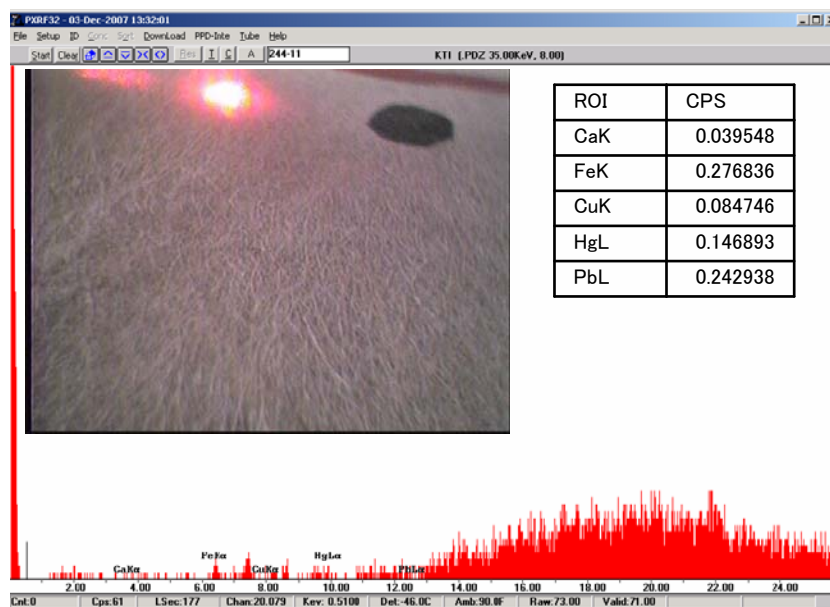 PXRF32 - 03-Dec-2007 13:32:01
File Setup ID Conc Sort DownLoad PPD-Inte Tube Help
Start Clear Res I C A 244-11 KTI [.PDZ 35.00KeV, 8.00]
ROI CPS
CaK 0.039548
FeK 0.276836
CuK 0.084746
HgL 0.146893
PbL 0.242938
CaKα FeKα CuKα HgLα PbLα
2.00 4.00 6.00 8.00 10.00 12.00 14.00 16.00 18.00 20.00 22.00 24.00
Cnt:0 Cps:61 LSec:177 Chan:20.079 Kev: 0.5100 Det:-46.0C Amb:90.0F Raw:73.00 Valid:71.00